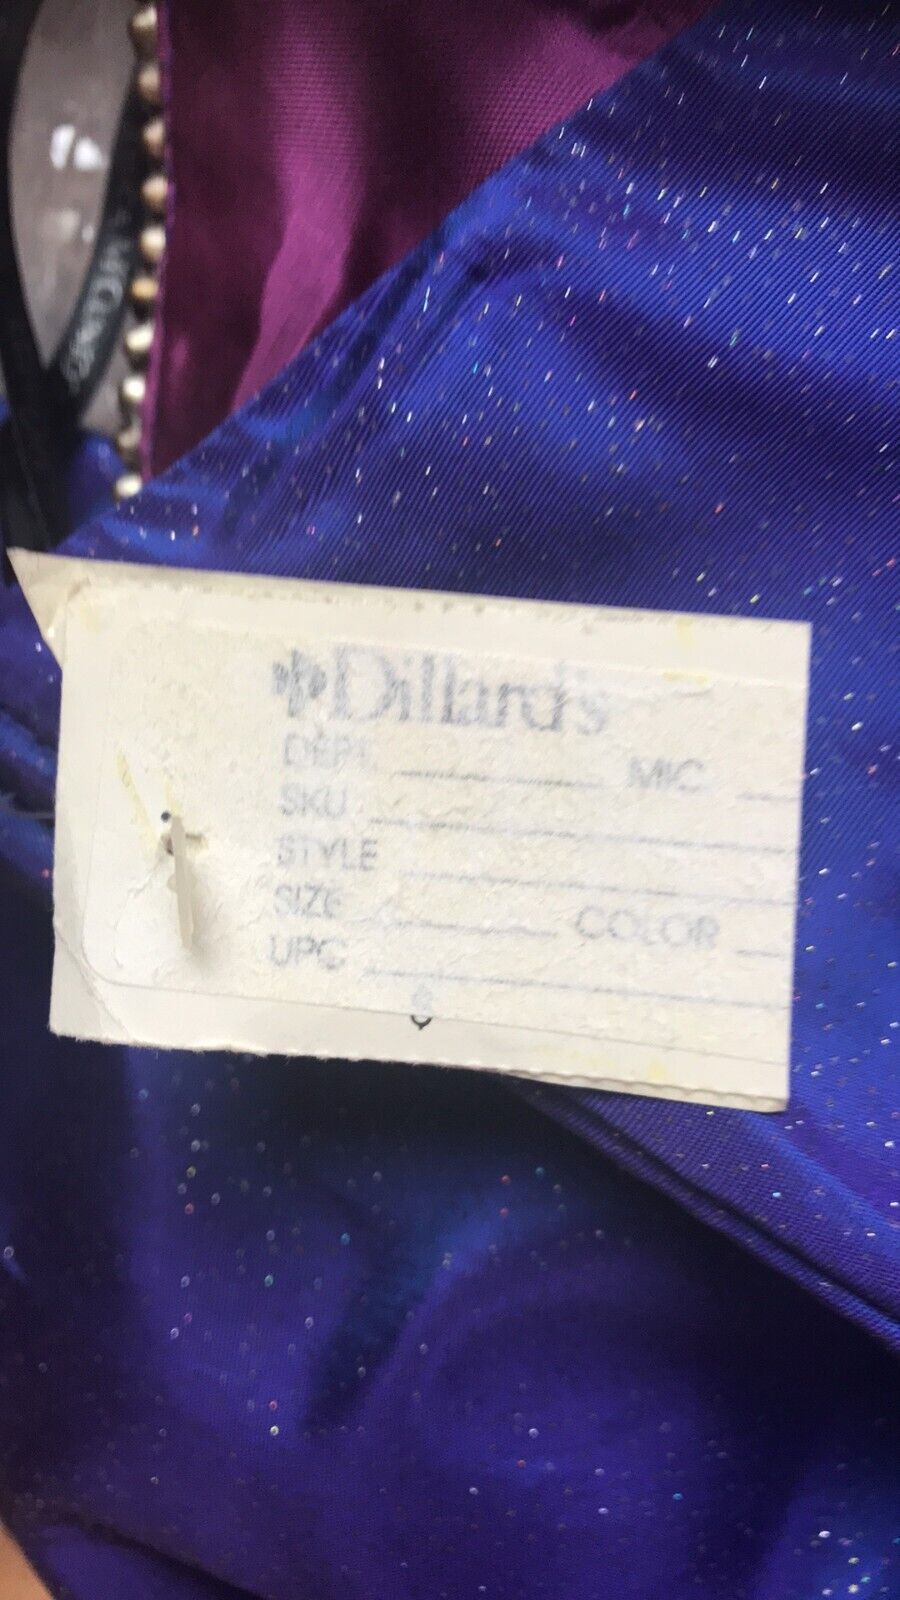 Dillard's
DEPT. MIC
SKU
STYLE
SIZE COLOR
UPC